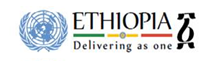 ETHIOPIA
Delivering as one